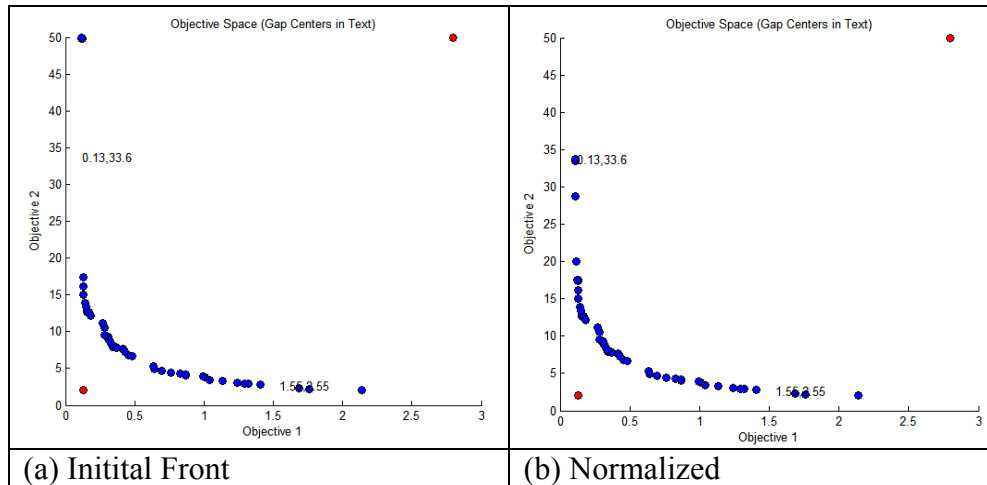 Objective Space (Gap Centers in Text)
50
45
40
35
30
25
20
15
10
5
0
Objective 2
0.13,33.6
1.55,2.55
0 0.5 1 1.5 2 2.5 3
Objective 1
(a) Initital Front
Objective Space (Gap Centers in Text)
50
45
40
35
30
25
20
15
10
5
0
Objective 2
0.13,33.6
1.55,2.55
0 0.5 1 1.5 2 2.5 3
Objective 1
(b) Normalized